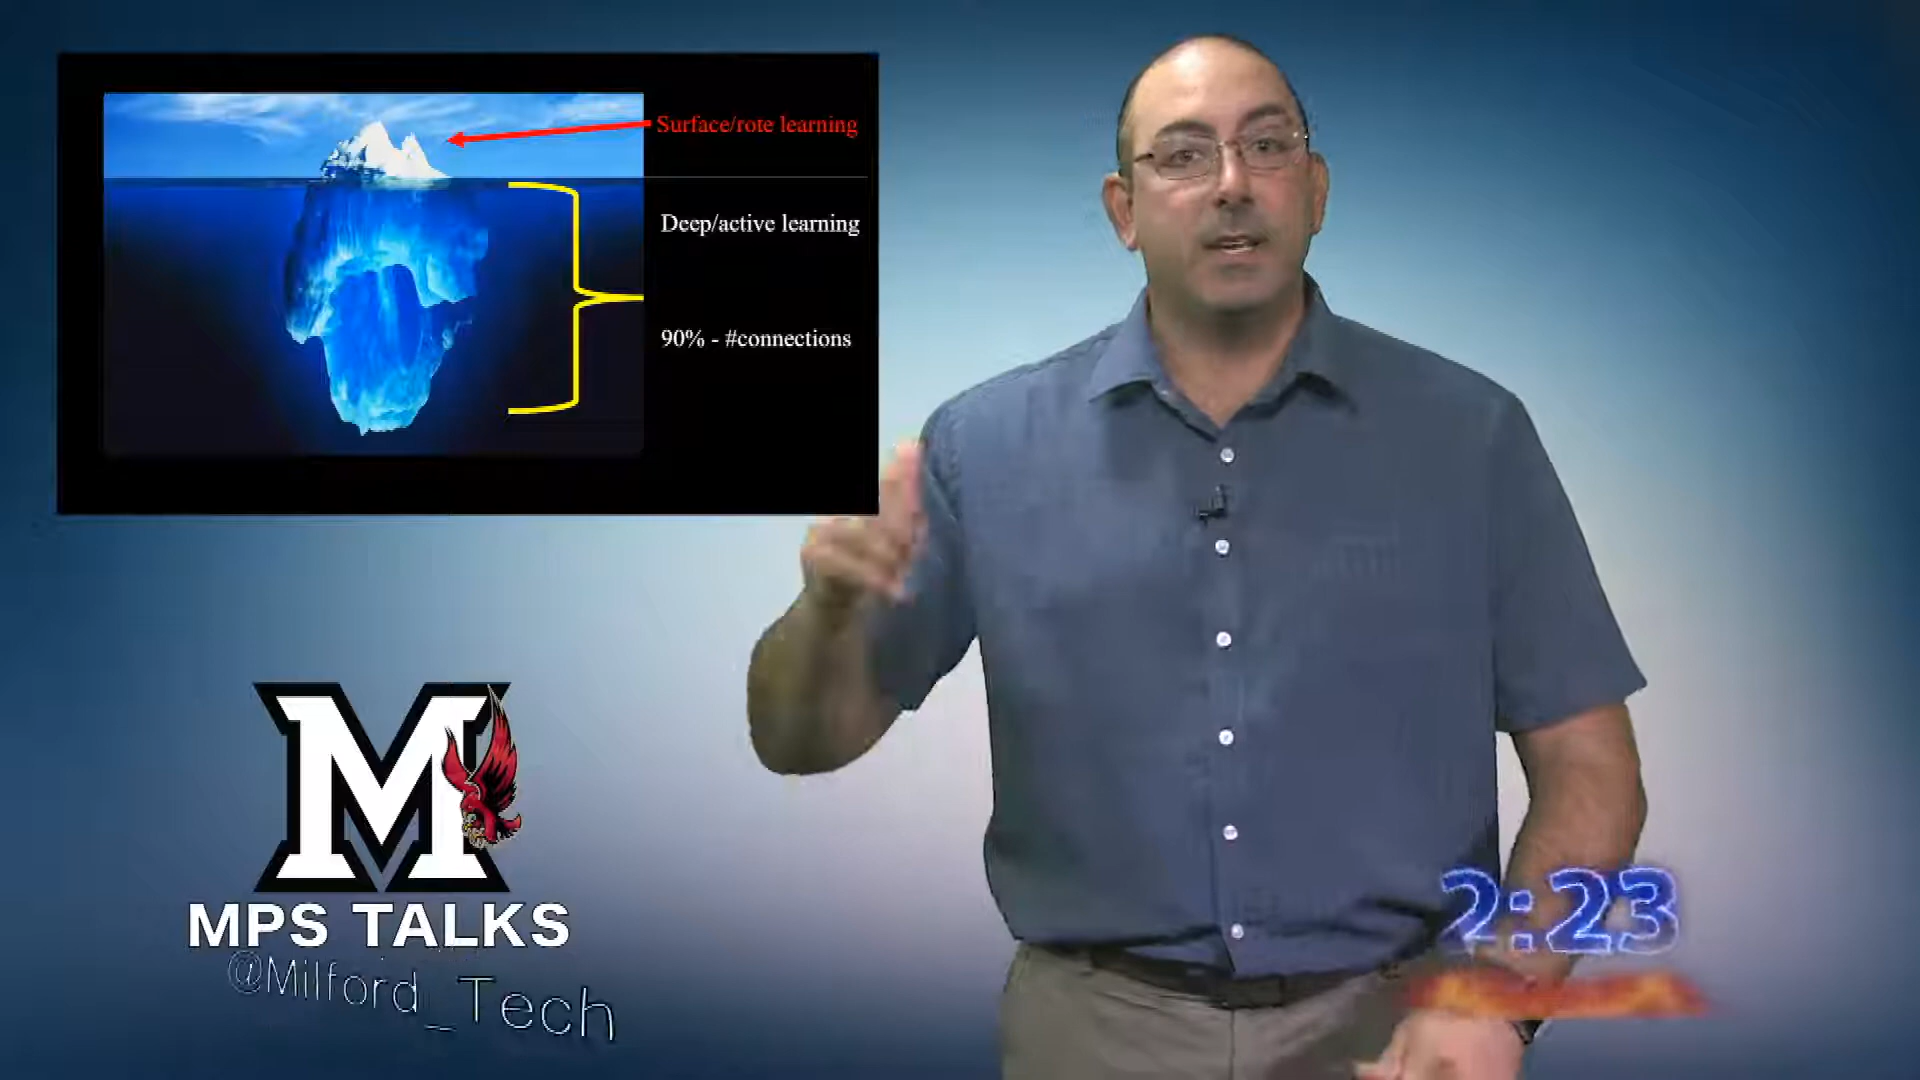 Surface/rote learning
Deep/active learning
90% - #connections
M
MPS TALKS
@Milford_Tech
2:23